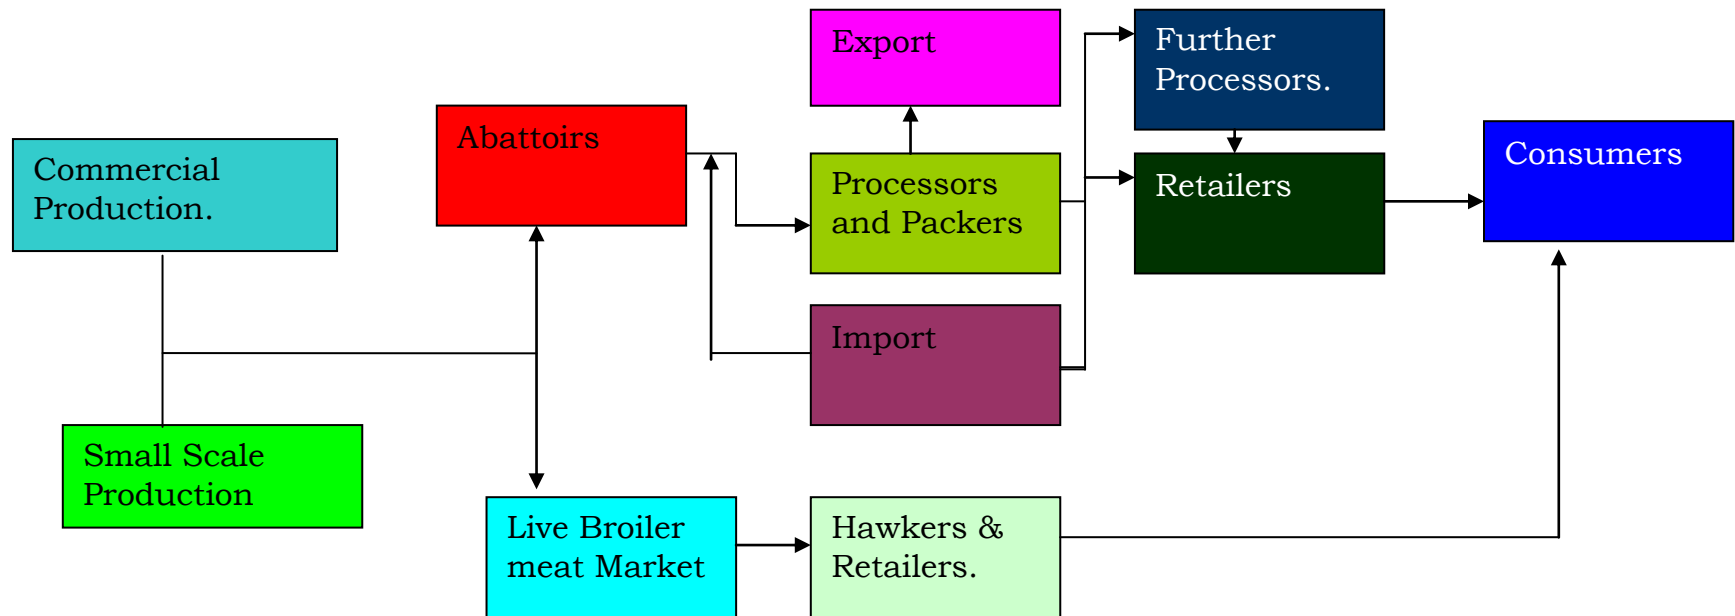 Export
Further
Processors.
Abattoirs
Commercial
Production.
Processors
and Packers
Retailers
Consumers
Import
Small Scale
Production
Live Broiler
meat Market
Hawkers &
Retailers.